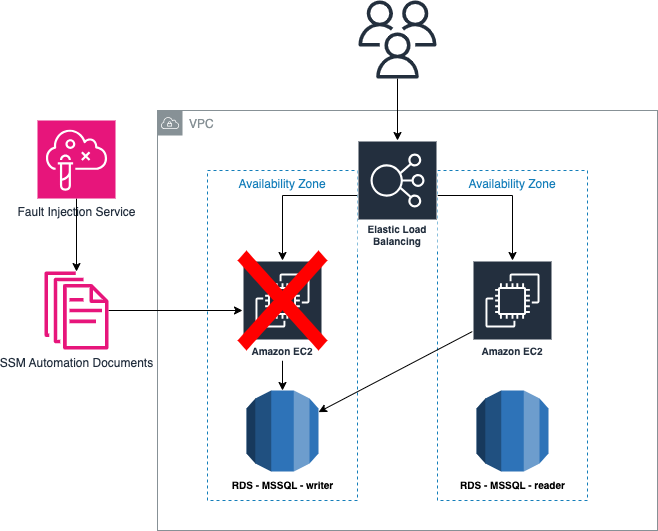 VPC
Availability Zone
Availability Zone
Fault Injection Service
Elastic Load
Balancing
Amazon EC2
Amazon EC2
SSM Automation Documents
RDS - MSSQL - writer
RDS - MSSQL - reader